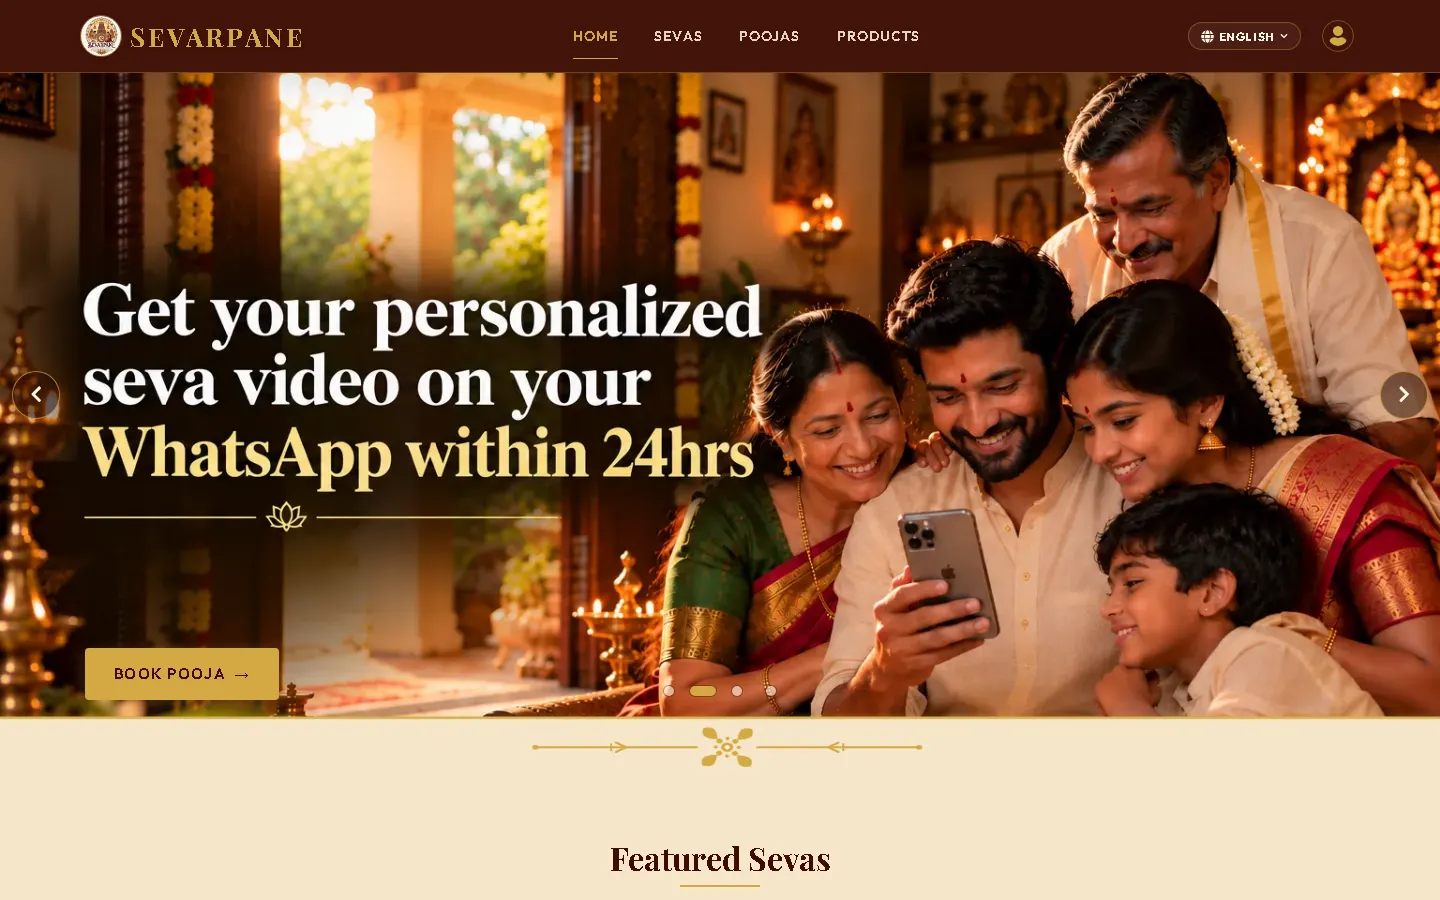 SEVARPANE
HOME
SEVAS
POOJAS
PRODUCTS
ENGLISH
Get your personalized
seva video on your
WhatsApp within 24hrs
BOOK POOJA →
Featured Sevas